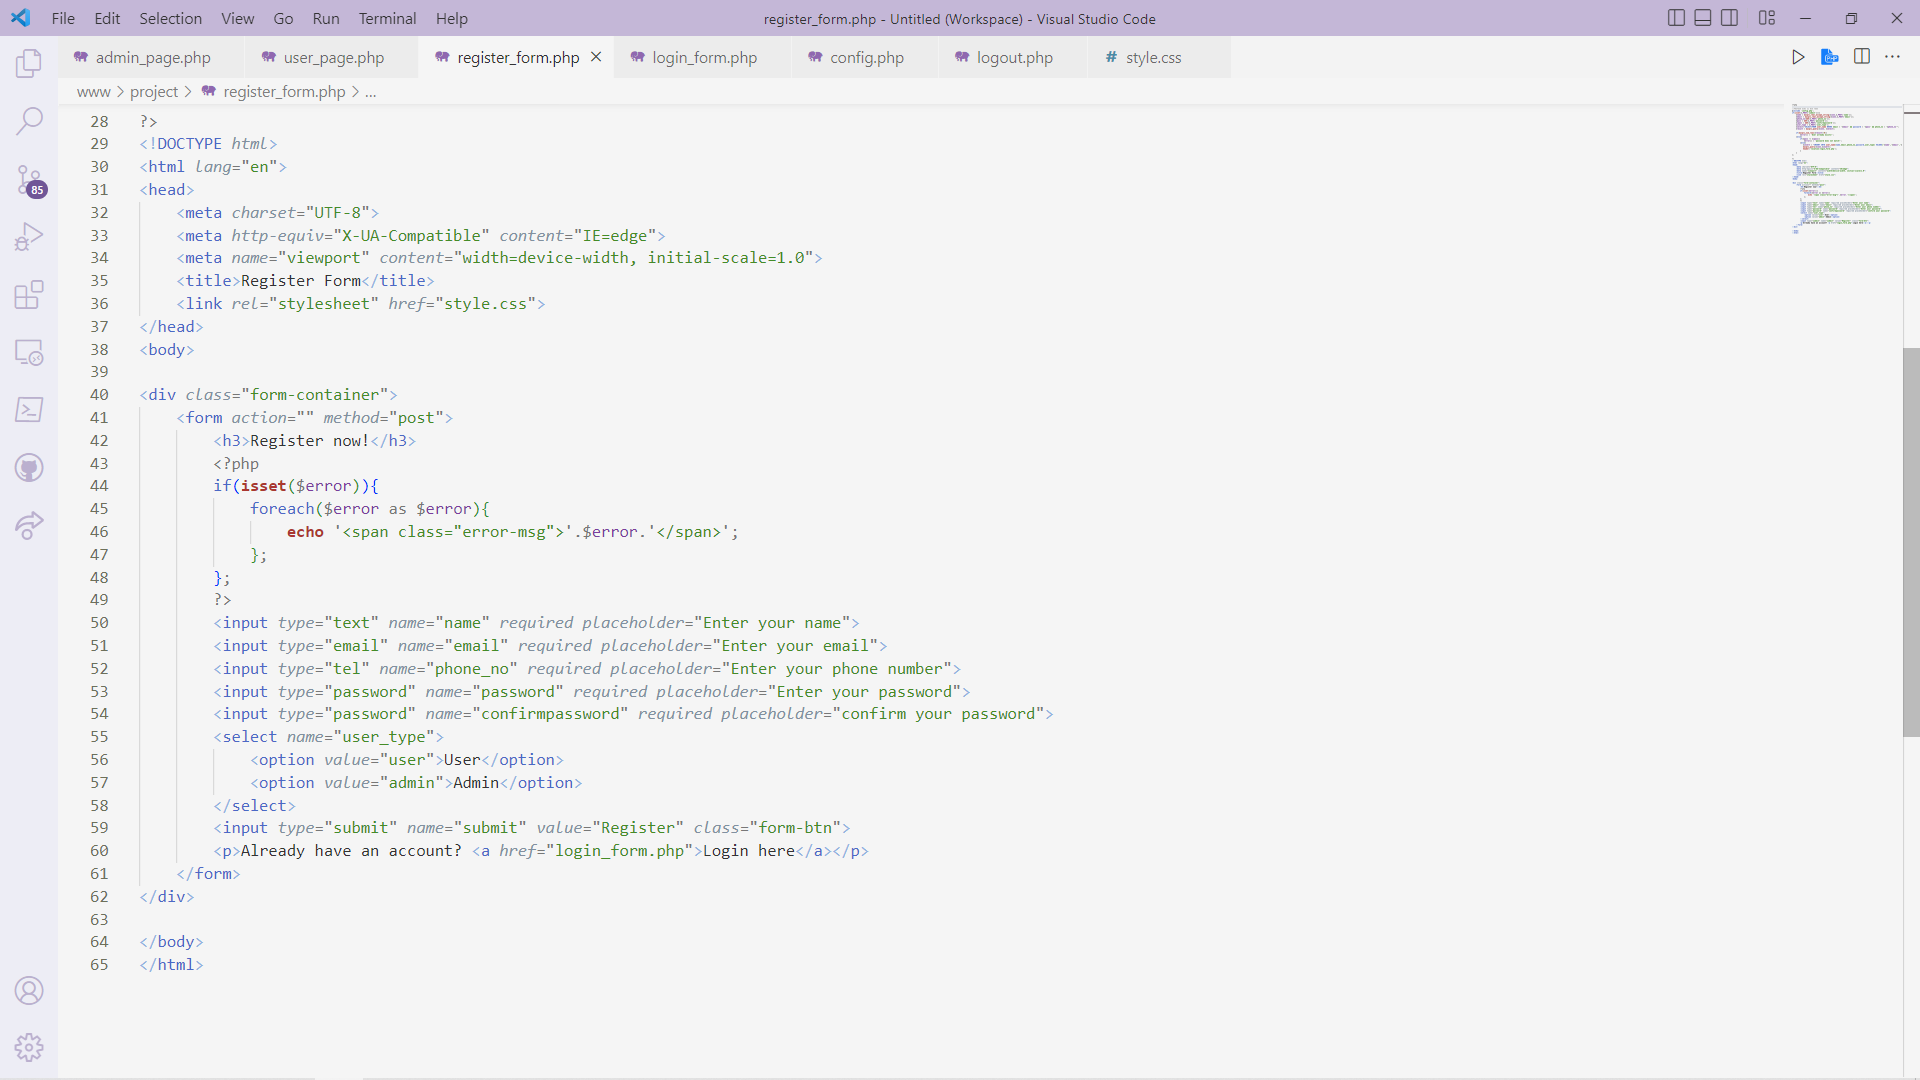 File Edit Selection View Go Run Terminal Help
register_form.php - Untitled (Workspace) - Visual Studio Code
admin_page.php user_page.php register_form.php login_form.php config.php logout.php # style.css
www > project > register_form.php > ...
85
28 ?>
29 <!DOCTYPE html>
30 <html lang="en">
31 <head>
32     <meta charset="UTF-8">
33     <meta http-equiv="X-UA-Compatible" content="IE=edge">
34     <meta name="viewport" content="width=device-width, initial-scale=1.0">
35     <title>Register Form</title>
36     <link rel="stylesheet" href="style.css">
37 </head>
38 <body>
39
40 <div class="form-container">
41     <form action="" method="post">
42         <h3>Register now!</h3>
43         <?php
44         if(isset($error)){
45             foreach($error as $error){
46                 echo '<span class="error-msg">'.$error.'</span>';
47             };
48         };
49         ?>
50         <input type="text" name="name" required placeholder="Enter your name">
51         <input type="email" name="email" required placeholder="Enter your email">
52         <input type="tel" name="phone_no" required placeholder="Enter your phone number">
53         <input type="password" name="password" required placeholder="Enter your password">
54         <input type="password" name="confirmpassword" required placeholder="confirm your password">
55         <select name="user_type">
56             <option value="user">User</option>
57             <option value="admin">Admin</option>
58         </select>
59         <input type="submit" name="submit" value="Register" class="form-btn">
60         <p>Already have an account? <a href="login_form.php">Login here</a></p>
61     </form>
62 </div>
63
64 </body>
65 </html>